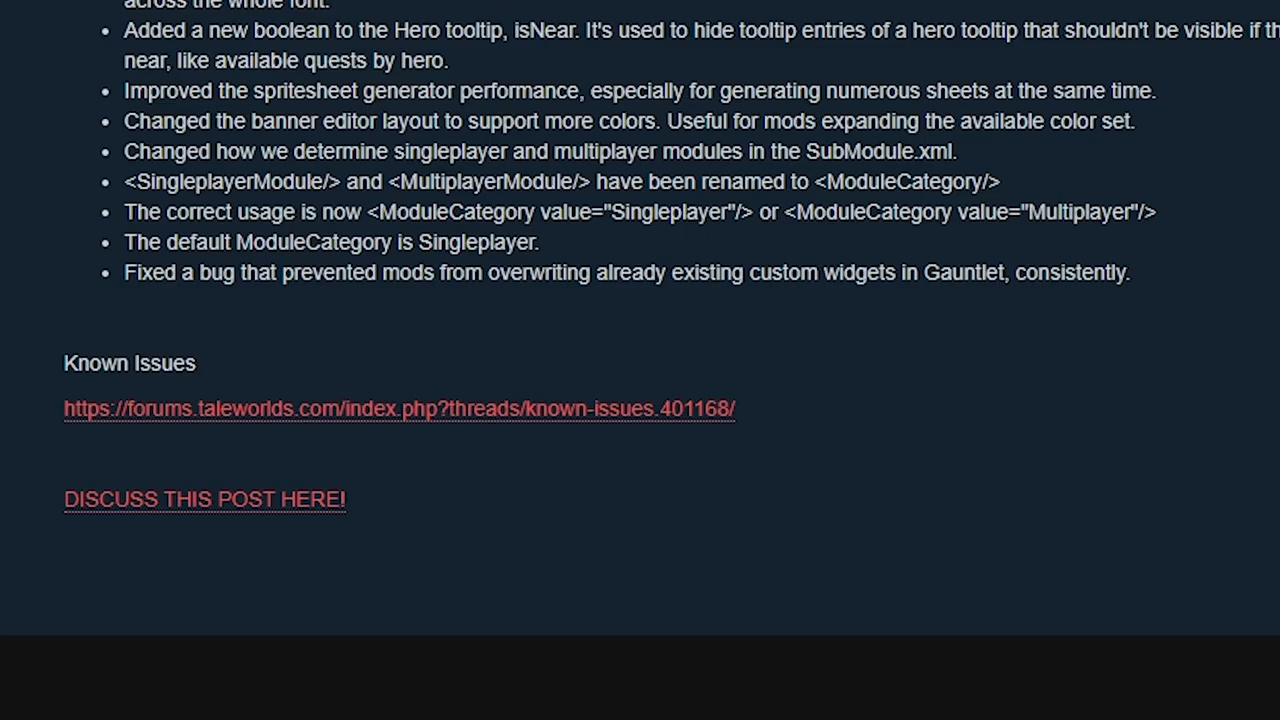 across the whole font.
Added a new boolean to the Hero tooltip, isNear. It's used to hide tooltip entries of a hero tooltip that shouldn't be visible if
near, like available quests by hero.
Improved the spritesheet generator performance, especially for generating numerous sheets at the same time.
Changed the banner editor layout to support more colors. Useful for mods expanding the available color set.
Changed how we determine singleplayer and multiplayer modules in the SubModule.xml.
<SingleplayerModule/> and <MultiplayerModule/> have been renamed to <ModuleCategory/>
The correct usage is now <ModuleCategory value="Singleplayer"/> or <ModuleCategory value="Multiplayer"/>
The default ModuleCategory is Singleplayer.
Fixed a bug that prevented mods from overwriting already existing custom widgets in Gauntlet, consistently.
Known Issues
https://forums.taleworlds.com/index.php?threads/known-issues.401168/
DISCUSS THIS POST HERE!